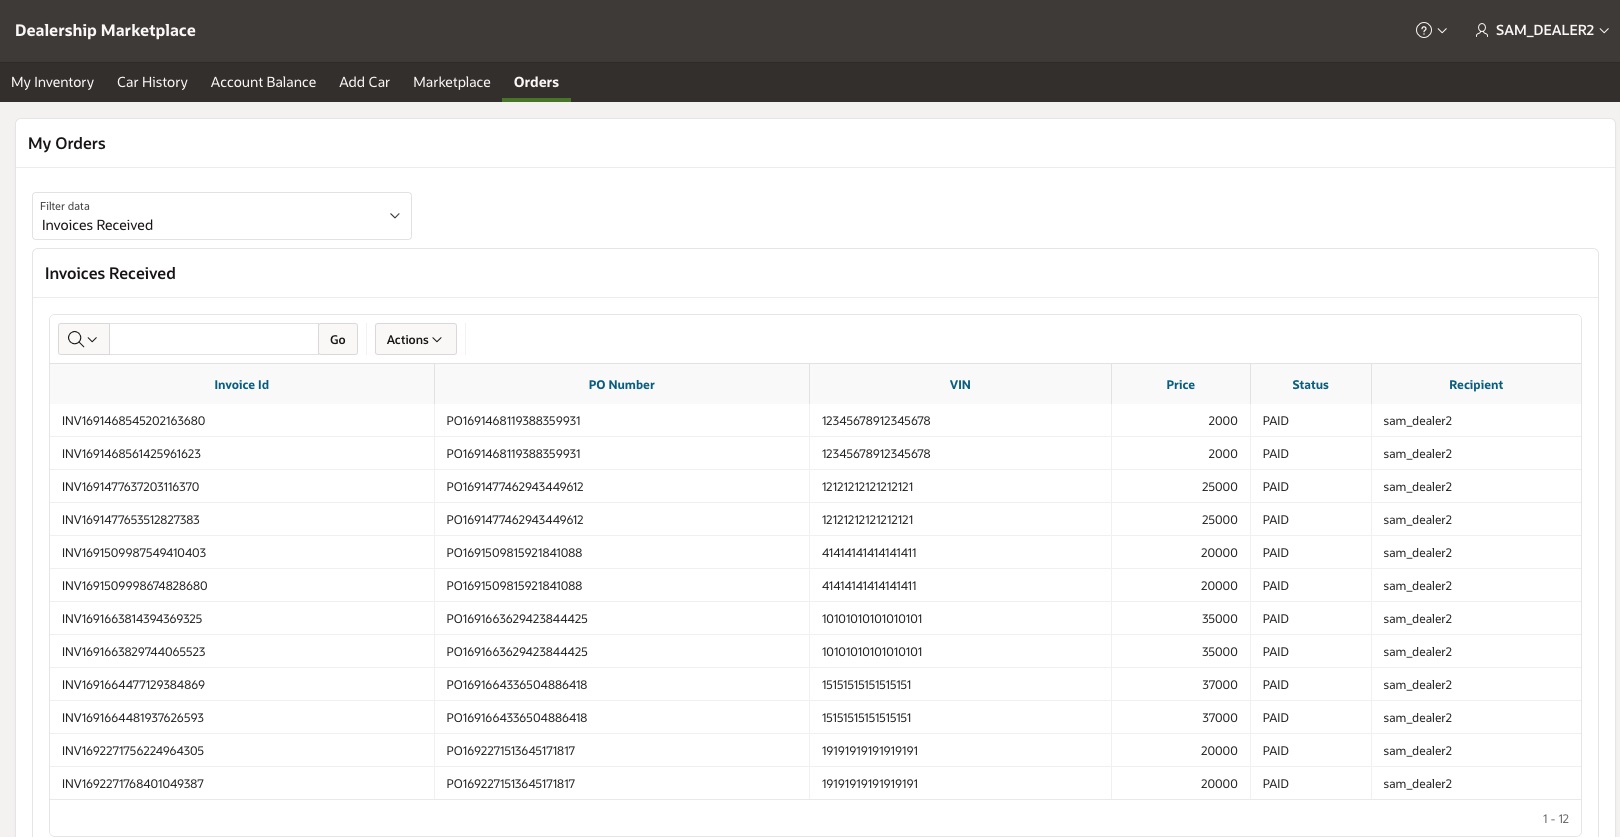 Dealership Marketplace
SAM_DEALER2
My Inventory Car History Account Balance Add Car Marketplace Orders
My Orders
Filter data
Invoices Received
Invoices Received
Go Actions
Invoice Id PO Number VIN Price Status Recipient
INV1691468545202163680 PO1691468119388359931 12345678912345678 2000 PAID sam_dealer2
INV1691468561425961623 PO1691468119388359931 12345678912345678 2000 PAID sam_dealer2
INV1691477637203116370 PO1691477462943449612 12121212121212121 25000 PAID sam_dealer2
INV1691477653512827383 PO1691477462943449612 12121212121212121 25000 PAID sam_dealer2
INV1691509987549410403 PO1691509815921841088 41414141414141411 20000 PAID sam_dealer2
INV1691509998674828680 PO1691509815921841088 41414141414141411 20000 PAID sam_dealer2
INV1691663814394369325 PO1691663629423844425 10101010101010101 35000 PAID sam_dealer2
INV1691663829744065523 PO1691663629423844425 10101010101010101 35000 PAID sam_dealer2
INV1691664477129384869 PO1691664336504886418 15151515151515151 37000 PAID sam_dealer2
INV1691664481937626593 PO1691664336504886418 15151515151515151 37000 PAID sam_dealer2
INV1692271756224964305 PO1692271513645171817 19191919191919191 20000 PAID sam_dealer2
INV1692271768401049387 PO1692271513645171817 19191919191919191 20000 PAID sam_dealer2
1 - 12